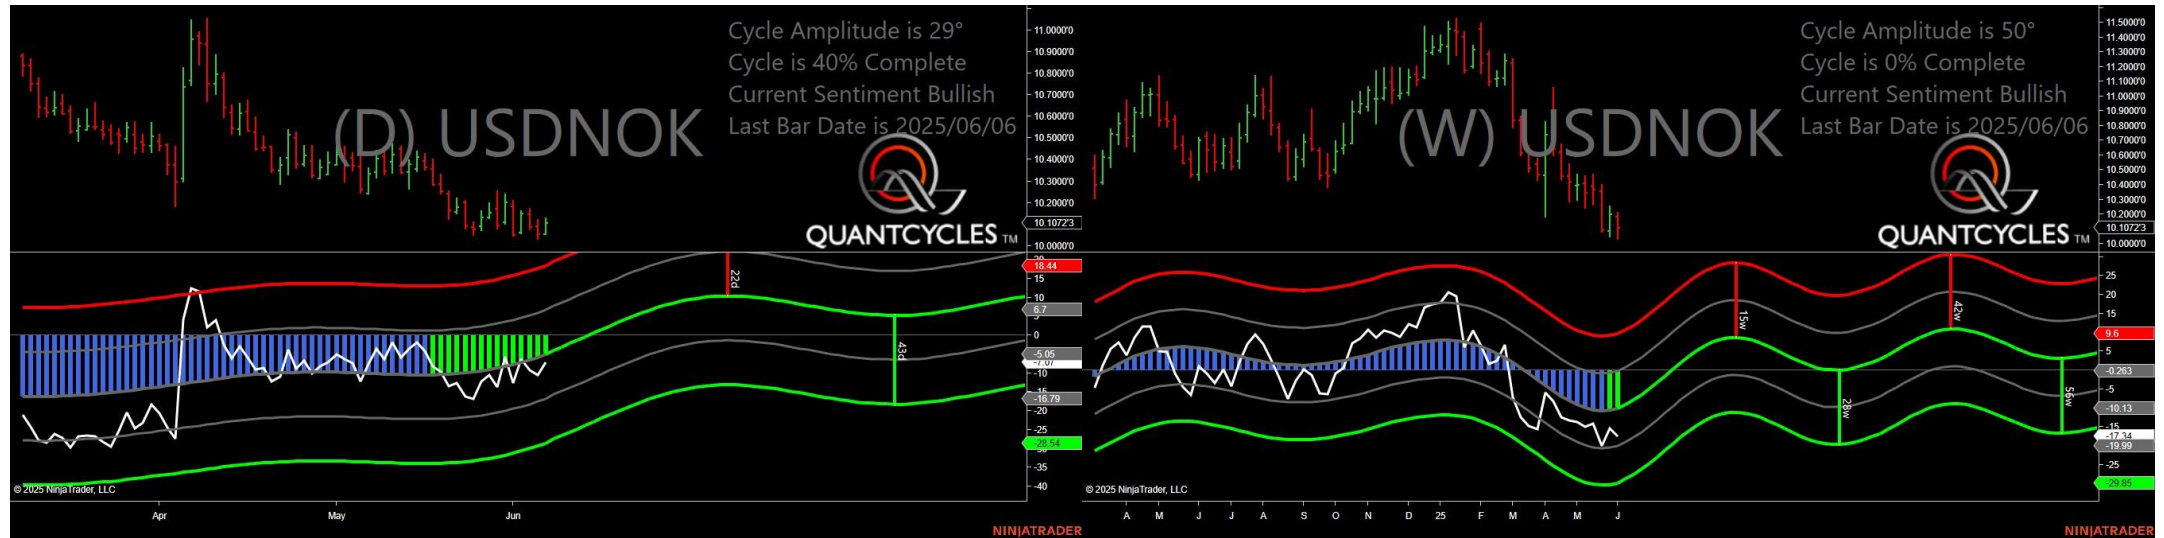 Cycle Amplitude is 29°
Cycle is 40% Complete
Current Sentiment Bullish
Last Bar Date is 2025/06/06
(D) USDNOK
QUANTCYCLES TM
11.0000'0
10.9000'0
10.8000'0
10.7000'0
10.6000'0
10.5000'0
10.4000'0
10.3000'0
10.2000'0
10.1072'3
10.0000'0
18.44
15
10
6.7
0
-5.05
-7.07
-10
-15
-16.79
-20
-25
-28.54
-35
-40
22d
43d
© 2025 NinjaTrader, LLC
Apr
May
Jun
NINJATRADER
Cycle Amplitude is 50°
Cycle is 0% Complete
Current Sentiment Bullish
Last Bar Date is 2025/06/06
(W) USDNOK
QUANTCYCLES TM
11.5000'0
11.4000'0
11.3000'0
11.2000'0
11.1000'0
11.0000'0
10.9000'0
10.8000'0
10.7000'0
10.6000'0
10.5000'0
10.4000'0
10.3000'0
10.2000'0
10.1072'3
10.0000'0
25
20
15
9.6
5
-0.263
-5
-10.13
-15
-17.34
-19.99
-25
-29.85
15w
28w
42w
56w
© 2025 NinjaTrader, LLC
A
M
J
J
A
S
O
N
D
25
F
M
A
M
J
NINJATRADER